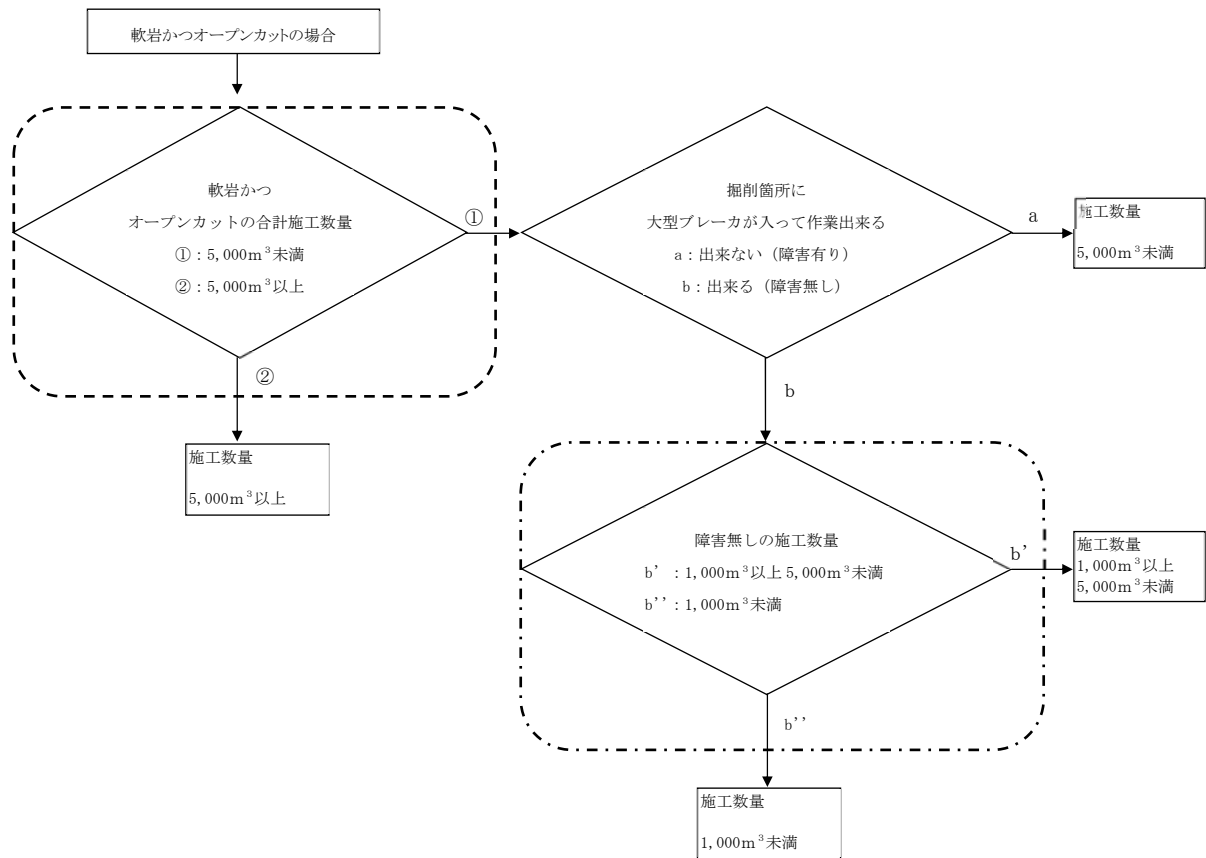 軟岩かつオープンカットの場合
軟岩かつ
オープンカットの合計施工数量
①：5,000m³未満
②：5,000m³以上
①
②
施工数量
5,000m³以上
掘削箇所に
大型ブレーカが入って作業出来る
a：出来ない（障害有り）
b：出来る（障害無し）
a
施工数量
5,000m³未満
b
障害無しの施工数量
b'：1,000m³以上 5,000m³未満
b''：1,000m³未満
b'
施工数量
1,000m³以上
5,000m³未満
b''
施工数量
1,000m³未満